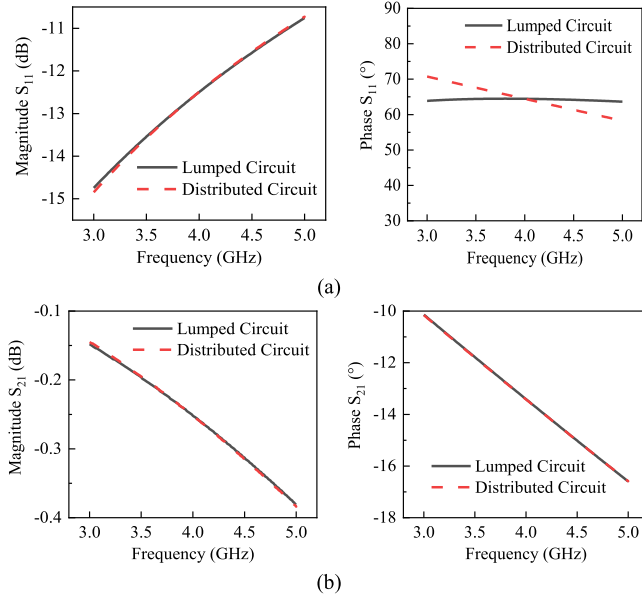 -11
-12
-13
-14
-15
Magnitude S11 (dB)
Lumped Circuit
Distributed Circuit
3.0 3.5 4.0 4.5 5.0
Frequency (GHz)
90
80
70
60
50
40
30
Phase S11 (°)
Lumped Circuit
Distributed Circuit
3.0 3.5 4.0 4.5 5.0
Frequency (GHz)
(a)
-0.1
-0.2
-0.3
-0.4
Magnitude S21 (dB)
Lumped Circuit
Distributed Circuit
3.0 3.5 4.0 4.5 5.0
Frequency (GHz)
-10
-12
-14
-16
-18
Phase S21 (°)
Lumped Circuit
Distributed Circuit
3.0 3.5 4.0 4.5 5.0
Frequency (GHz)
(b)